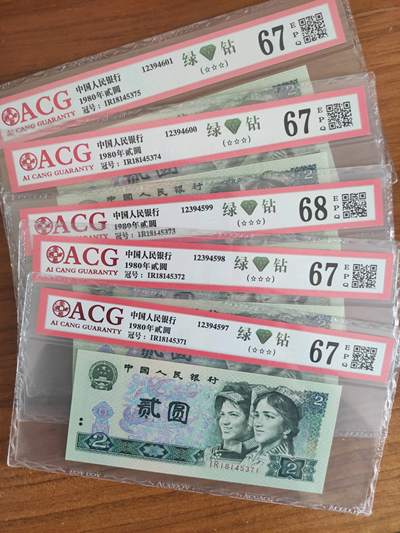 ACG
AI CANG GUARANTY
中国人民银行
1980年贰圆
冠号：IR18145375
12394601
绿 钻
(☆☆☆)
67
EPQ
ACG
AI CANG GUARANTY
中国人民银行
1980年贰圆
冠号：IR18145374
12394600
绿 钻
(☆☆☆)
67
EPQ
ACG
AI CANG GUARANTY
中国人民银行
1980年贰圆
冠号：IR18145373
12394599
绿 钻
(☆☆☆)
68
EPQ
ACG
AI CANG GUARANTY
中国人民银行
1980年贰圆
冠号：IR18145372
12394598
绿 钻
(☆☆☆)
67
EPQ
ACG
AI CANG GUARANTY
中国人民银行
1980年贰圆
冠号：IR18145371
12394597
绿 钻
(☆☆☆)
67
EPQ
中国人民银行
贰圆
2
2
IR18145371
2